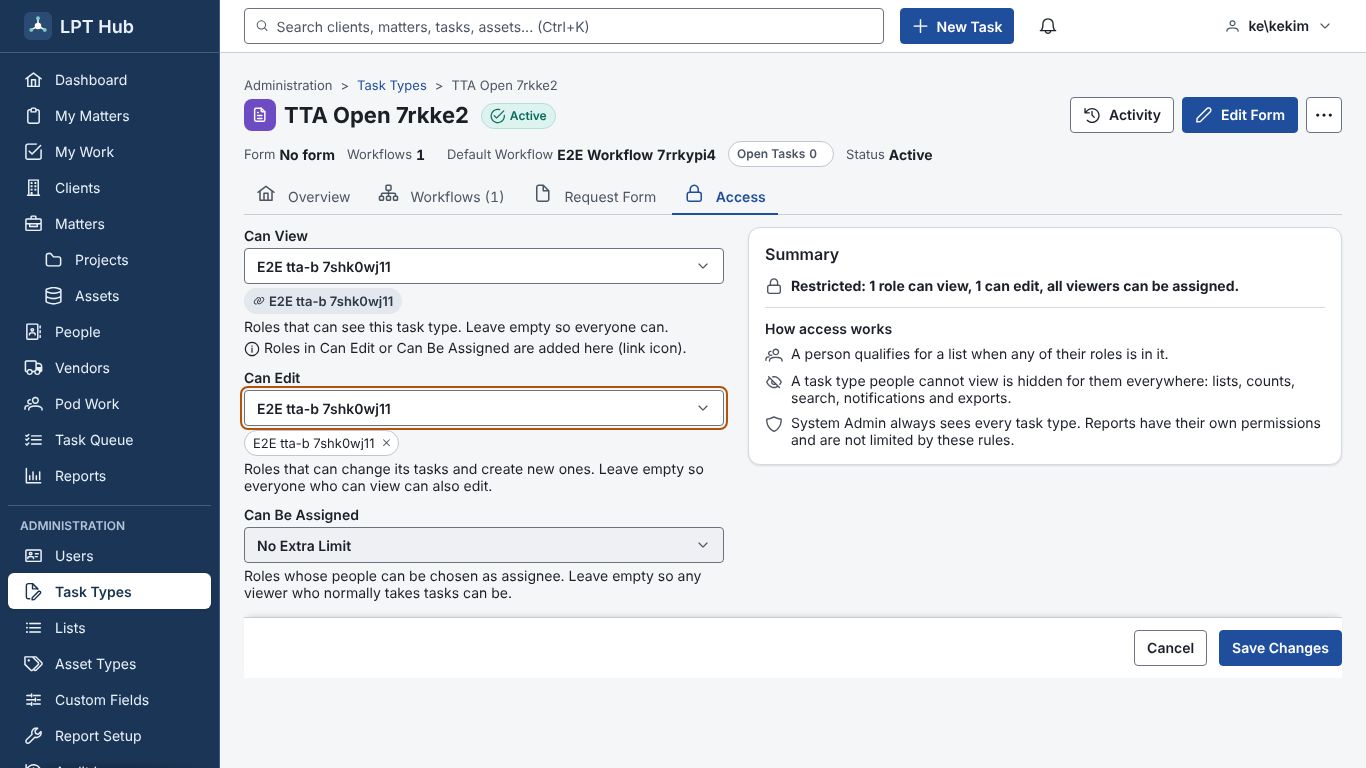 LPT Hub
Search clients, matters, tasks, assets... (Ctrl+K)
New Task
ke\kekim
Dashboard
My Matters
My Work
Clients
Matters
Projects
Assets
People
Vendors
Pod Work
Task Queue
Reports
ADMINISTRATION
Users
Task Types
Lists
Asset Types
Custom Fields
Report Setup
Administration > Task Types > TTA Open 7rkke2
TTA Open 7rkke2
Active
Activity
Edit Form
Form No form Workflows 1 Default Workflow E2E Workflow 7rrkypi4 Open Tasks 0 Status Active
Overview
Workflows (1)
Request Form
Access
Can View
E2E tta-b 7shk0wj11
E2E tta-b 7shk0wj11
Roles that can see this task type. Leave empty so everyone can.
Roles in Can Edit or Can Be Assigned are added here (link icon).
Can Edit
E2E tta-b 7shk0wj11
E2E tta-b 7shk0wj11 ×
Roles that can change its tasks and create new ones. Leave empty so
everyone who can view can also edit.
Can Be Assigned
No Extra Limit
Roles whose people can be chosen as assignee. Leave empty so any
viewer who normally takes tasks can be.
Summary
Restricted: 1 role can view, 1 can edit, all viewers can be assigned.
How access works
A person qualifies for a list when any of their roles is in it.
A task type people cannot view is hidden for them everywhere: lists, counts,
search, notifications and exports.
System Admin always sees every task type. Reports have their own permissions
and are not limited by these rules.
Cancel
Save Changes